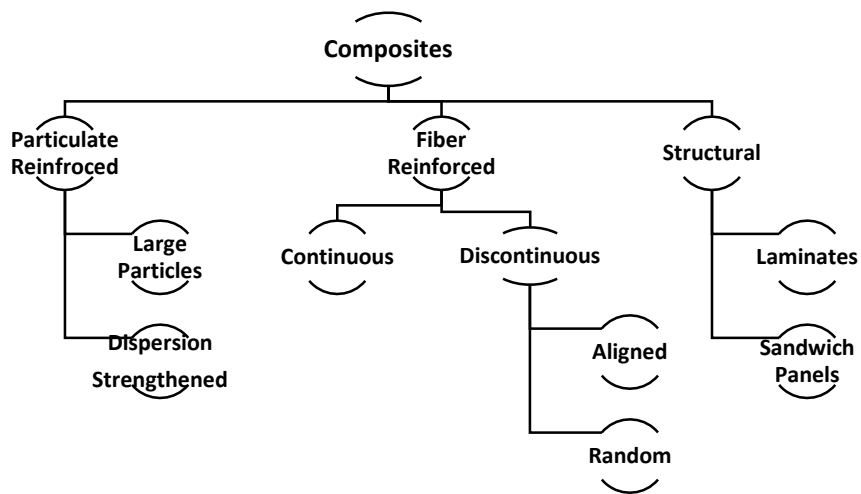 Composites
Particulate
Reinfroced
Fiber
Reinforced
Structural
Large
Particles
Continuous
Discontinuous
Laminates
Dispersion
Strengthened
Aligned
Sandwich
Panels
Random